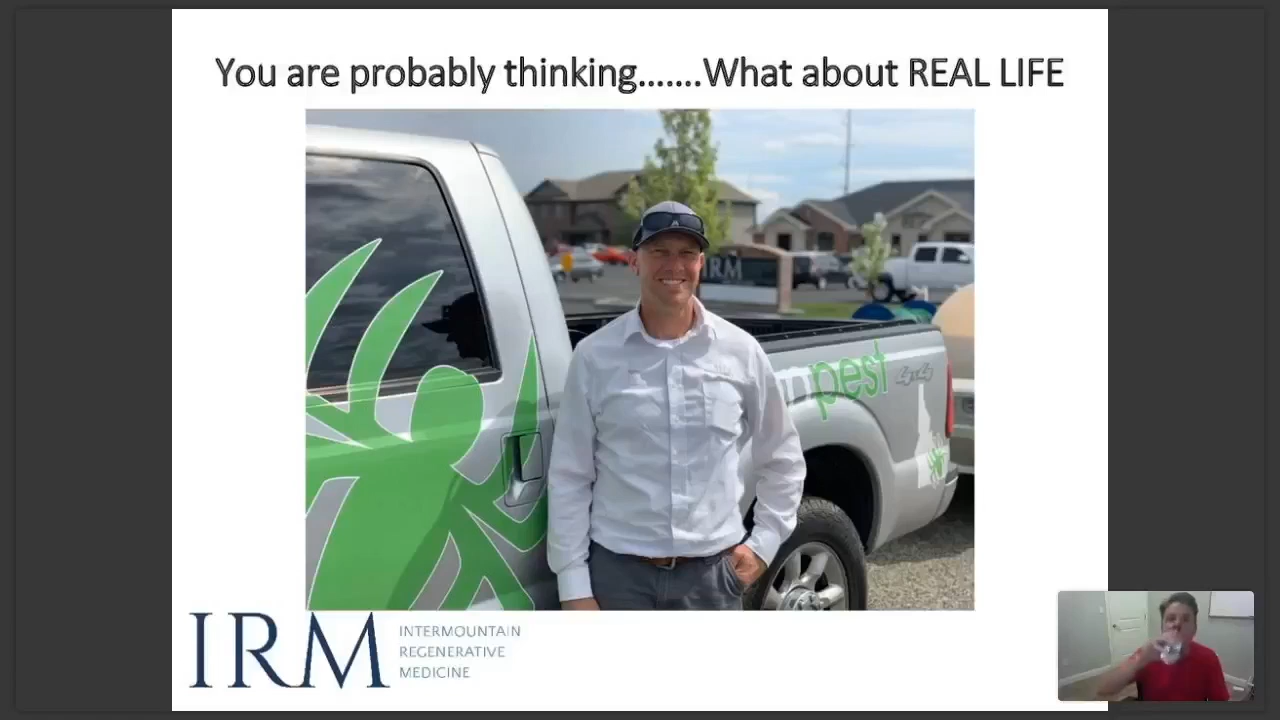 You are probably thinking.......What about REAL LIFE
IRM
pest
4x4
IRM
INTERMOUNTAIN
REGENERATIVE
MEDICINE